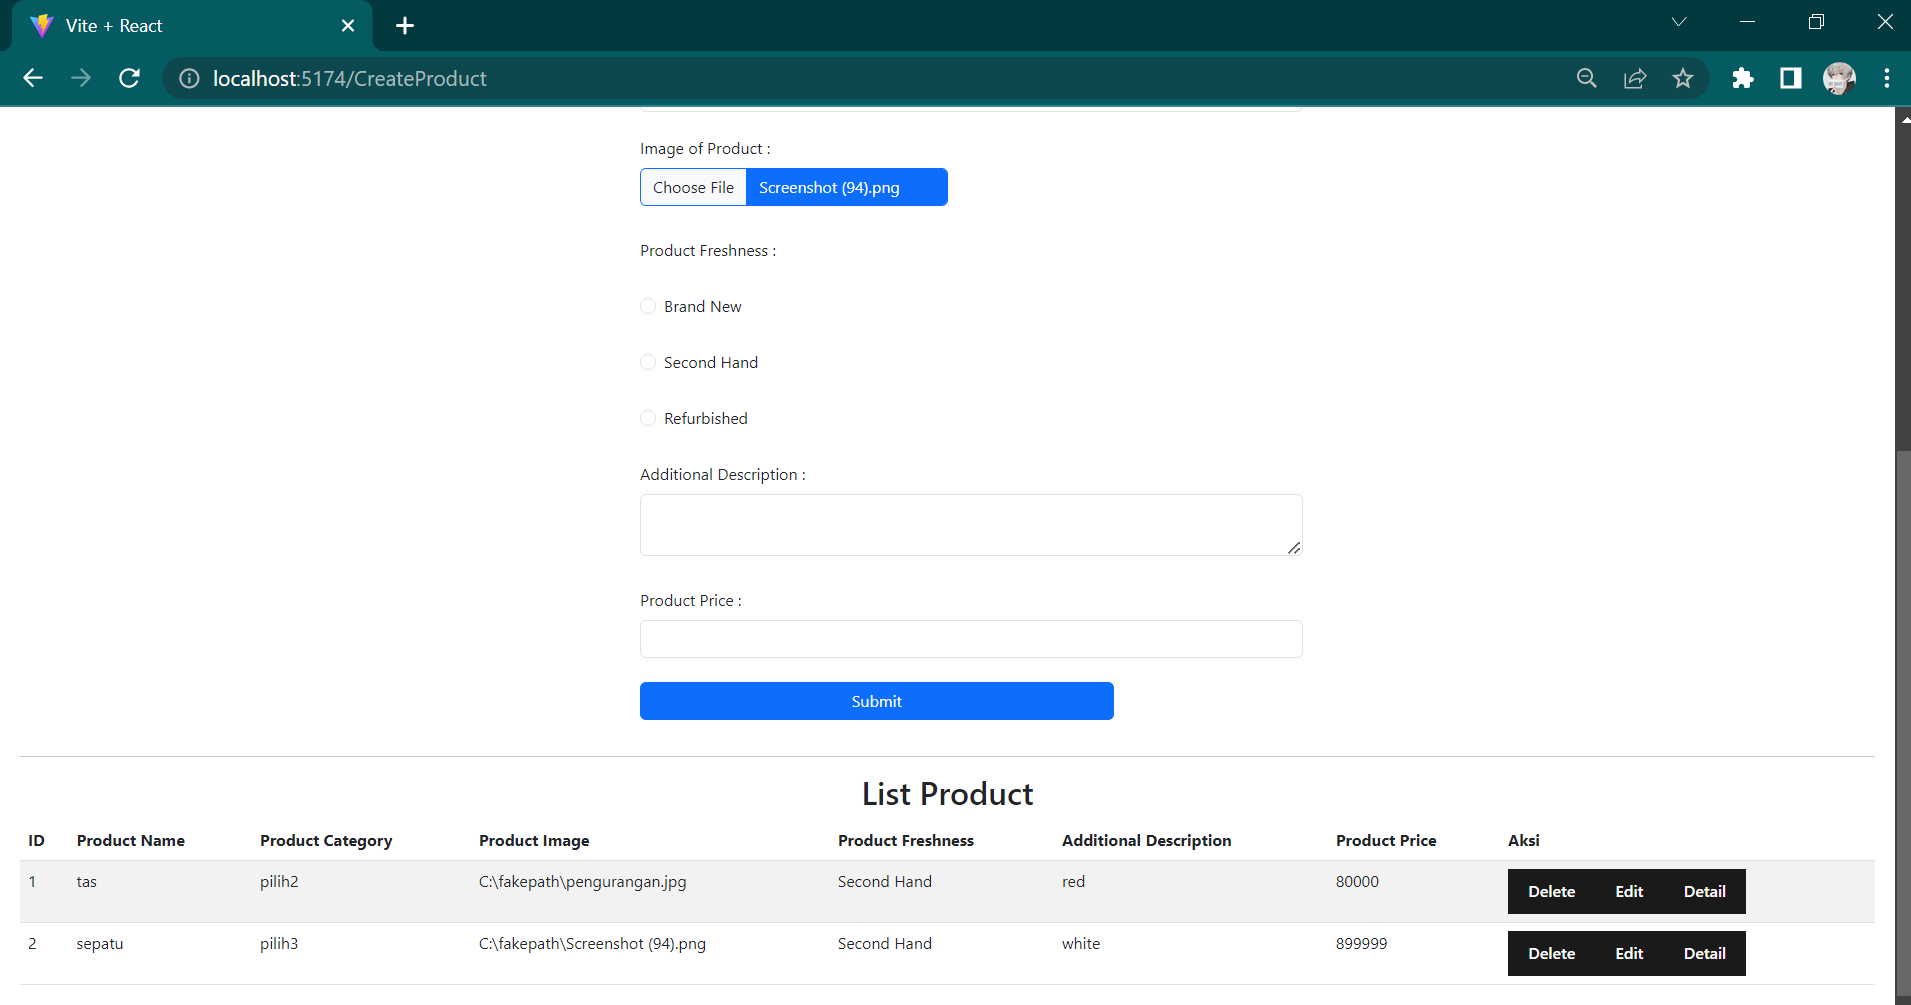 Vite + React
localhost:5174/CreateProduct
Image of Product :
Choose File Screenshot (94).png
Product Freshness :
Brand New
Second Hand
Refurbished
Additional Description :
Product Price :
Submit
List Product
ID Product Name Product Category Product Image Product Freshness Additional Description Product Price Aksi
1 tas pilih2 C:\fakepath\pengurangan.jpg Second Hand red 80000 Delete Edit Detail
2 sepatu pilih3 C:\fakepath\Screenshot (94).png Second Hand white 899999 Delete Edit Detail